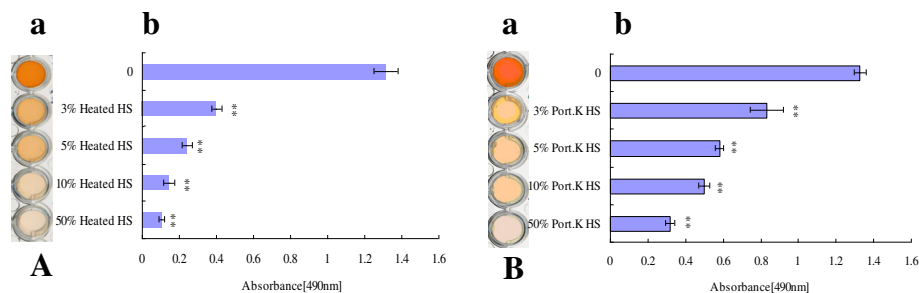 a b
0
3% Heated HS **
5% Heated HS **
10% Heated HS **
50% Heated HS **
0 0.2 0.4 0.6 0.8 1 1.2 1.4 1.6
Absorbance[490nm]
A
a b
0
3% Port.K HS **
5% Port.K HS **
10% Port.K HS **
50% Port.K HS **
0 0.2 0.4 0.6 0.8 1 1.2 1.4 1.6
Absorbance[490nm]
B